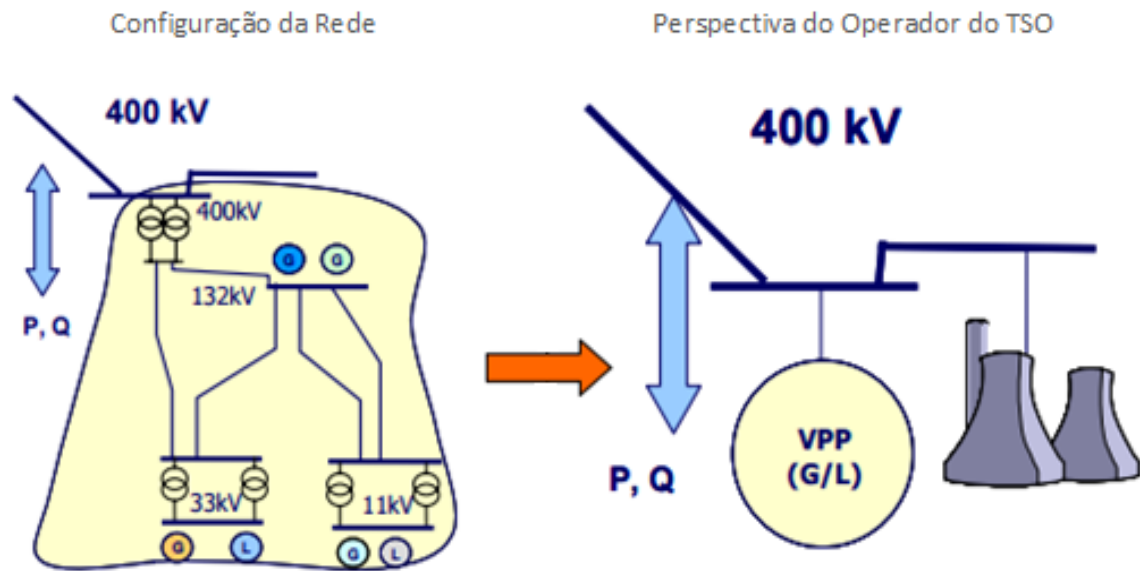 Configuração da Rede
Perspectiva do Operador do TSO
400 kV
400kV
G
G
132kV
P, Q
33kV
11kV
G
L
G
L
400 kV
VPP
(G/L)
P, Q